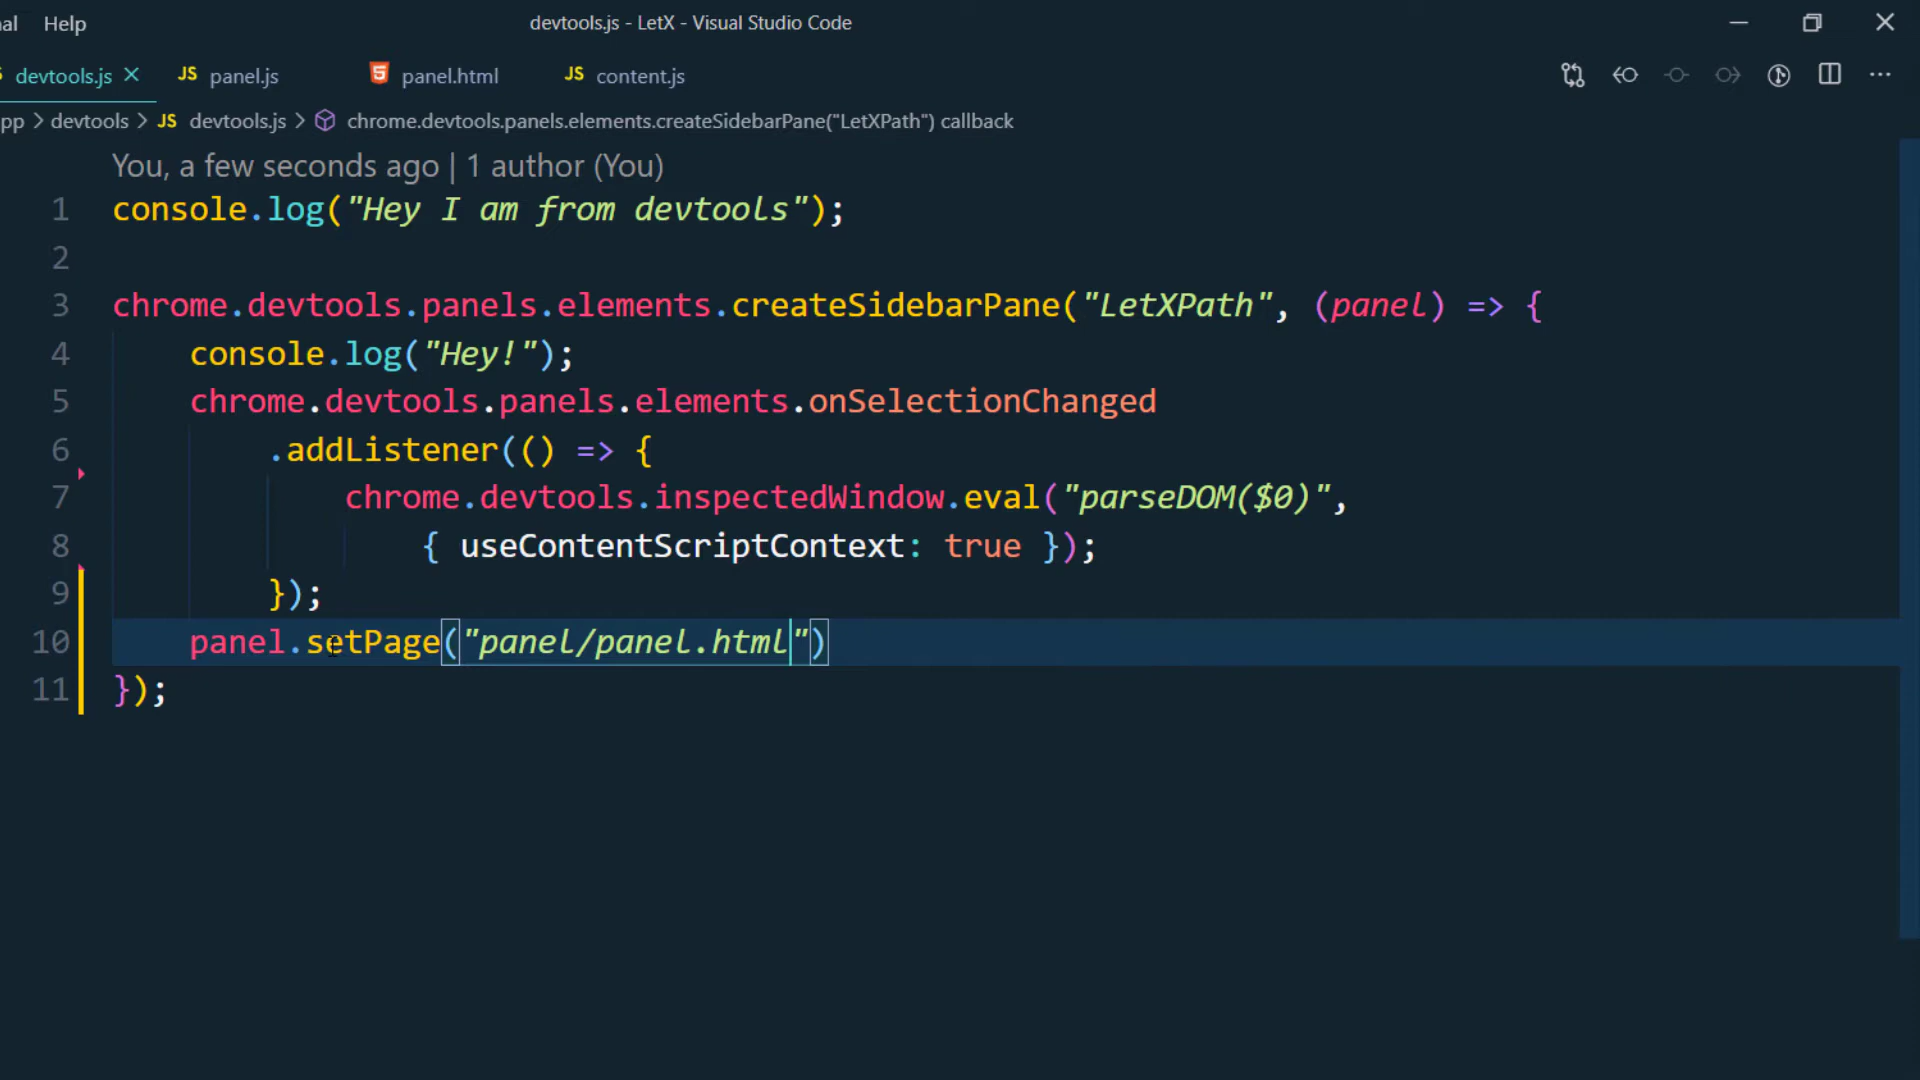 al Help devtools.js - LetX - Visual Studio Code
devtools.js JS panel.js panel.html JS content.js
pp > devtools > JS devtools.js > chrome.devtools.panels.elements.createSidebarPane("LetXPath") callback
You, a few seconds ago | 1 author (You)
1 console.log("Hey I am from devtools");
2
3 chrome.devtools.panels.elements.createSidebarPane("LetXPath", (panel) => {
4 console.log("Hey!");
5 chrome.devtools.panels.elements.onSelectionChanged
6 .addListener(() => {
7 chrome.devtools.inspectedWindow.eval("parseDOM($0)",
8 { useContentScriptContext: true });
9 });
10 panel.setPage("panel/panel.html")
11 });